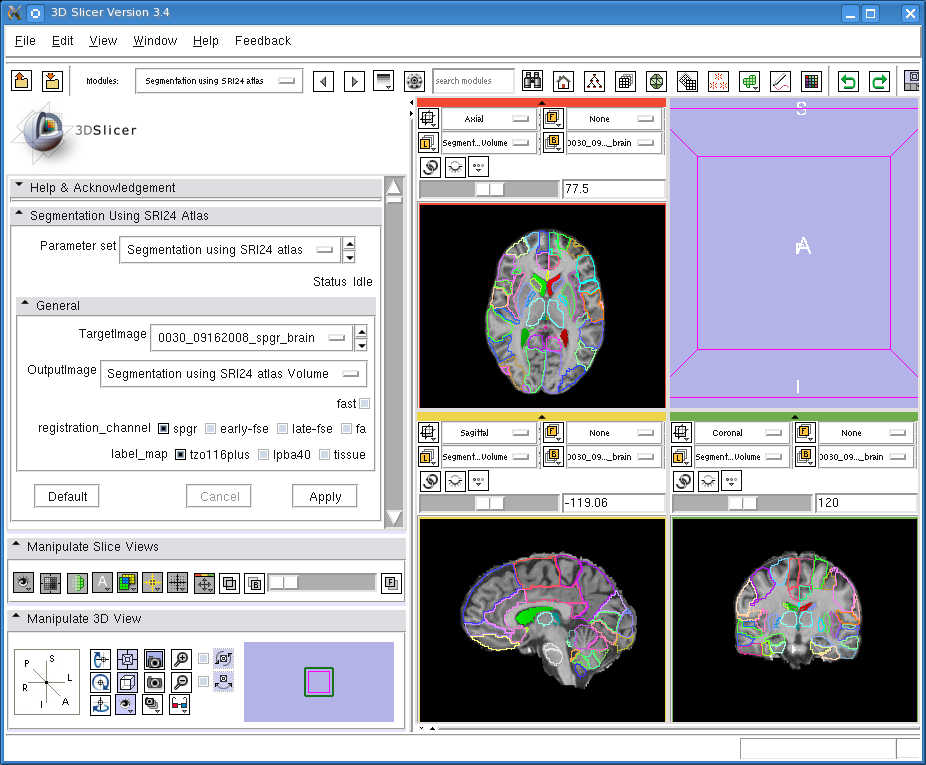 3D Slicer Version 3.4
File Edit View Window Help Feedback
Modules: Segmentation using SRI24 atlas search modules
3DSlicer
Help & Acknowledgement
Segmentation Using SRI24 Atlas
Parameter set Segmentation using SRI24 atlas
Status Idle
General
TargetImage 0030_09162008_spgr_brain
OutputImage Segmentation using SRI24 atlas Volume
fast
registration_channel spgr early-fse late-fse fa
label_map tzo116plus lpba40 tissue
Default Cancel Apply
Manipulate Slice Views
A B F
Manipulate 3D View
P S
R L
I A
Axial F None
L Segment...Volume B 0030_09..._brain
77.5
S
A
I
Sagittal F None
L Segment...Volume B 0030_09..._brain
-119.06
Coronal F None
L Segment...Volume B 0030_09..._brain
120